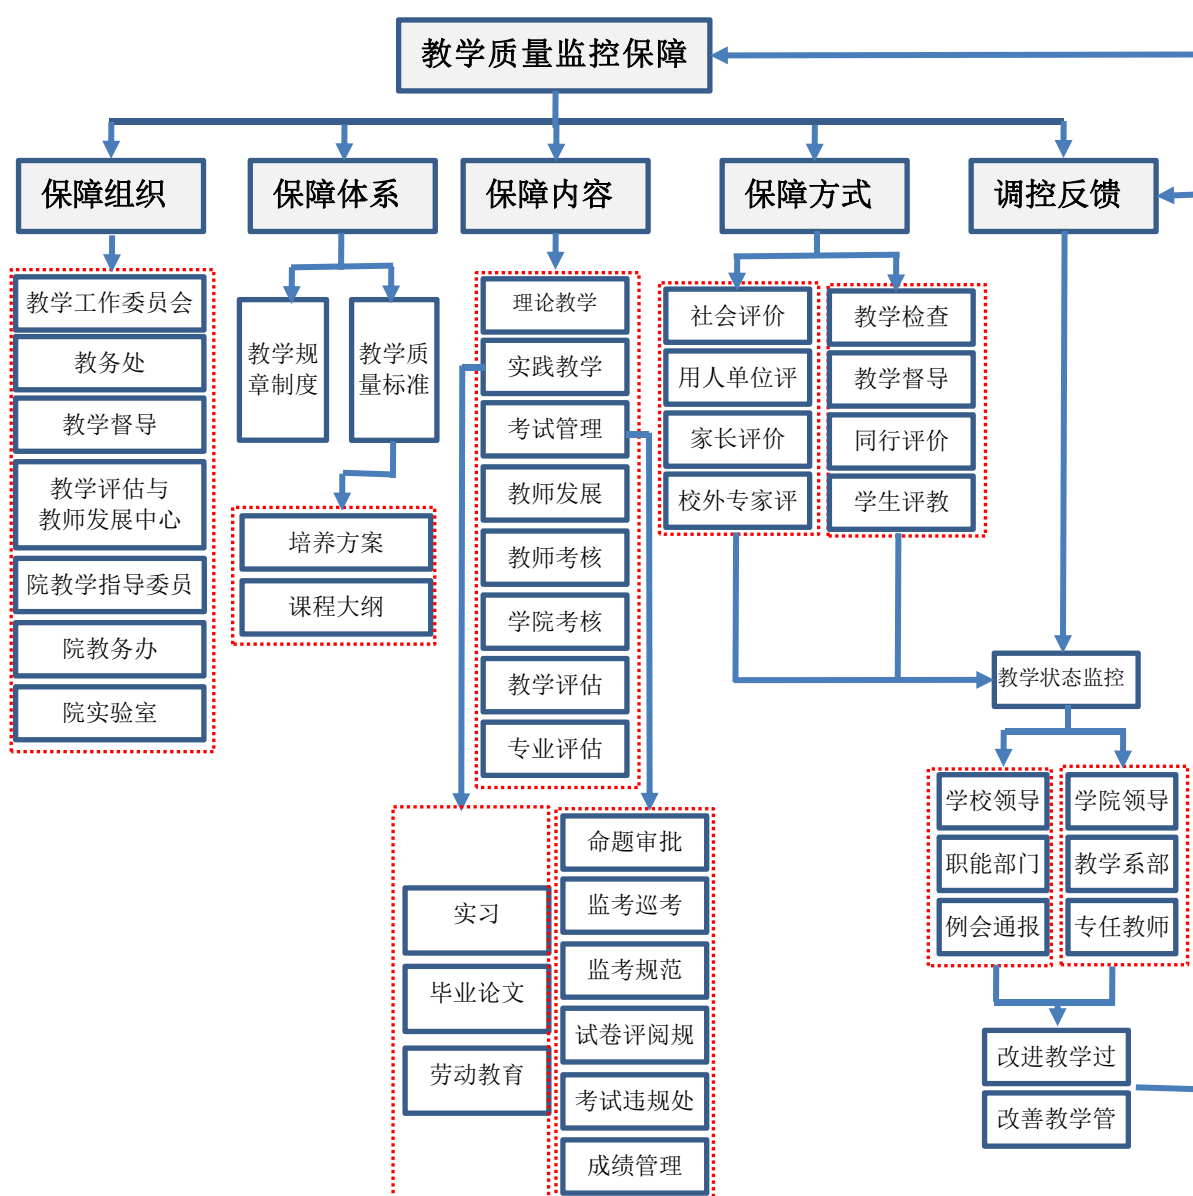 教学质量监控保障
保障组织
保障体系
保障内容
保障方式
调控反馈
教学工作委员会
教务处
教学督导
教学评估与
教师发展中心
院教学指导委员
院教务办
院实验室
教学规
章制度
教学质
量标准
培养方案
课程大纲
理论教学
实践教学
考试管理
教师发展
教师考核
学院考核
教学评估
专业评估
实习
毕业论文
劳动教育
命题审批
监考巡考
监考规范
试卷评阅规
考试违规处
成绩管理
社会评价
用人单位评
家长评价
校外专家评
教学检查
教学督导
同行评价
学生评教
教学状态监控
学校领导
职能部门
例会通报
学院领导
教学系部
专任教师
改进教学过
改善教学管